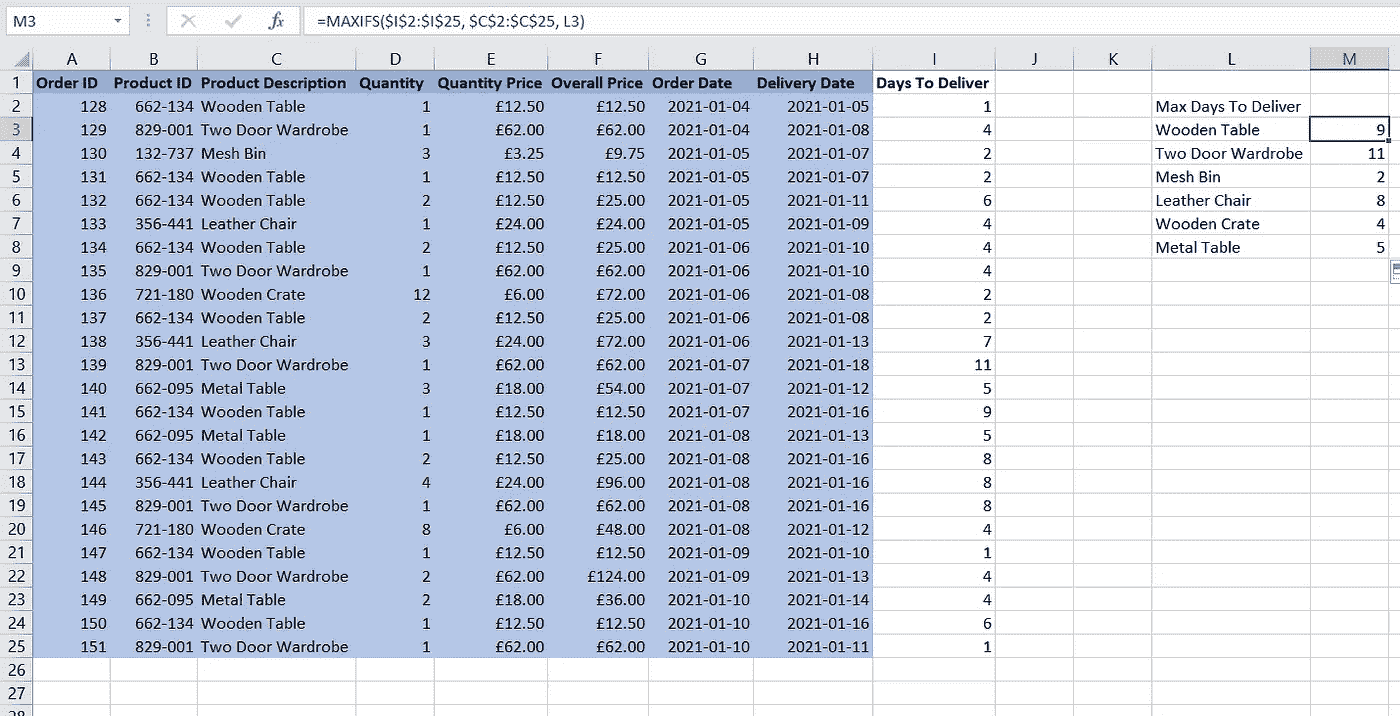 M3 fx =MAXIFS($I$2:$I$25, $C$2:$C$25, L3)
A B C D E F G H I J K L M
1 Order ID Product ID Product Description Quantity Quantity Price Overall Price Order Date Delivery Date Days To Deliver
2 128 662-134 Wooden Table 1 £12.50 £12.50 2021-01-04 2021-01-05 1 Max Days To Deliver
3 129 829-001 Two Door Wardrobe 1 £62.00 £62.00 2021-01-04 2021-01-08 4 Wooden Table 9
4 130 132-737 Mesh Bin 3 £3.25 £9.75 2021-01-05 2021-01-07 2 Two Door Wardrobe 11
5 131 662-134 Wooden Table 1 £12.50 £12.50 2021-01-05 2021-01-07 2 Mesh Bin 2
6 132 662-134 Wooden Table 2 £12.50 £25.00 2021-01-05 2021-01-11 6 Leather Chair 8
7 133 356-441 Leather Chair 1 £24.00 £24.00 2021-01-05 2021-01-09 4 Wooden Crate 4
8 134 662-134 Wooden Table 2 £12.50 £25.00 2021-01-06 2021-01-10 4 Metal Table 5
9 135 829-001 Two Door Wardrobe 1 £62.00 £62.00 2021-01-06 2021-01-10 4
10 136 721-180 Wooden Crate 12 £6.00 £72.00 2021-01-06 2021-01-08 2
11 137 662-134 Wooden Table 2 £12.50 £25.00 2021-01-06 2021-01-08 2
12 138 356-441 Leather Chair 3 £24.00 £72.00 2021-01-06 2021-01-13 7
13 139 829-001 Two Door Wardrobe 1 £62.00 £62.00 2021-01-07 2021-01-18 11
14 140 662-095 Metal Table 3 £18.00 £54.00 2021-01-07 2021-01-12 5
15 141 662-134 Wooden Table 1 £12.50 £12.50 2021-01-07 2021-01-16 9
16 142 662-095 Metal Table 1 £18.00 £18.00 2021-01-08 2021-01-13 5
17 143 662-134 Wooden Table 2 £12.50 £25.00 2021-01-08 2021-01-16 8
18 144 356-441 Leather Chair 4 £24.00 £96.00 2021-01-08 2021-01-16 8
19 145 829-001 Two Door Wardrobe 1 £62.00 £62.00 2021-01-08 2021-01-16 8
20 146 721-180 Wooden Crate 8 £6.00 £48.00 2021-01-08 2021-01-12 4
21 147 662-134 Wooden Table 1 £12.50 £12.50 2021-01-09 2021-01-10 1
22 148 829-001 Two Door Wardrobe 2 £62.00 £124.00 2021-01-09 2021-01-13 4
23 149 662-095 Metal Table 2 £18.00 £36.00 2021-01-10 2021-01-14 4
24 150 662-134 Wooden Table 1 £12.50 £12.50 2021-01-10 2021-01-16 6
25 151 829-001 Two Door Wardrobe 1 £62.00 £62.00 2021-01-10 2021-01-11 1
26
27
28